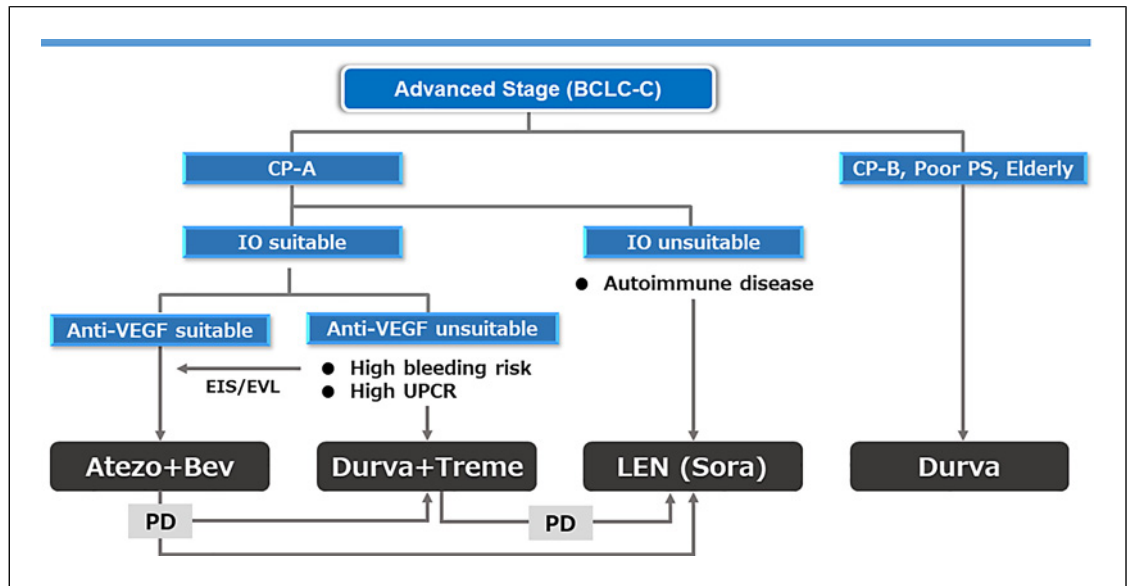 Advanced Stage (BCLC-C)
CP-A
CP-B, Poor PS, Elderly
IO suitable
IO unsuitable
● Autoimmune disease
Anti-VEGF suitable
Anti-VEGF unsuitable
● High bleeding risk
● High UPCR
EIS/EVL
Atezo+Bev
Durva+Treme
LEN (Sora)
Durva
PD
PD